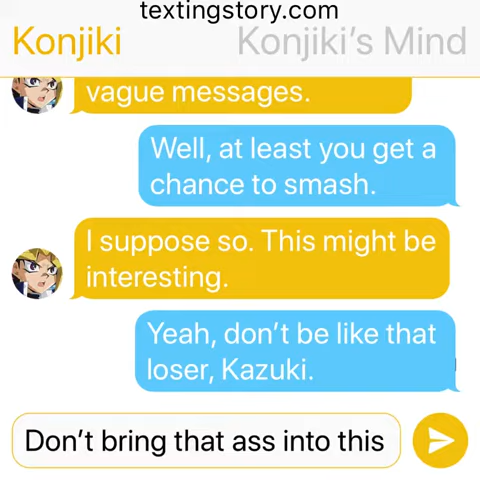 textingstory.com
Konjiki
Konjiki's Mind
vague messages.
Well, at least you get a
chance to smash.
I suppose so. This might be
interesting.
Yeah, don't be like that
loser, Kazuki.
Don't bring that ass into this